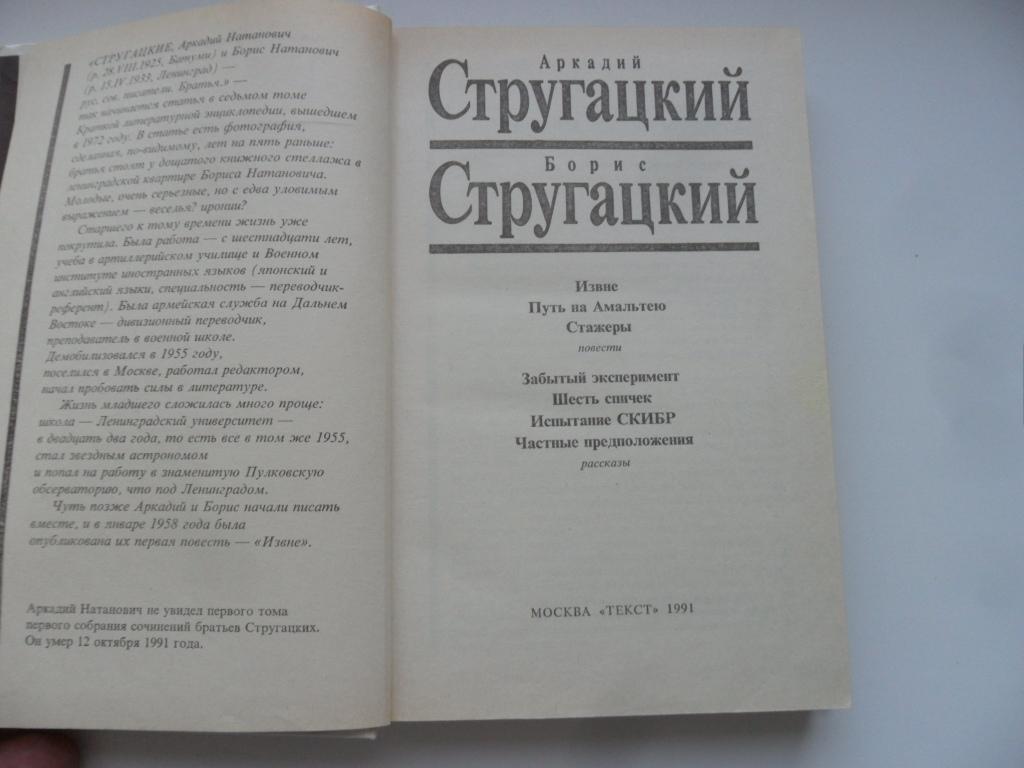 «СТРУГАЦКИЕ, Аркадий Натанович
(р. 28.VIII.1925, Батуми) и Борис Натанович
(р. 15.IV.1933, Ленинград) —
рус. сов. писатели. Братья.» —
так начинается статья в седьмом томе
Краткой литературной энциклопедии, вышедшем
в 1972 году. В статье есть фотография,
сделанная, по-видимому, лет на пять раньше:
братья стоят у дощатого книжного стеллажа в
ленинградской квартире Бориса Натановича.
Молодые, очень серьезные, но с едва уловимым
выражением — веселья? иронии?
Старшего к тому времени жизнь уже
покрутила. Была работа — с шестнадцати лет,
учеба в артиллерийском училище и Военном
институте иностранных языков (японский и
английский языки, специальность — переводчик-
референт). Была армейская служба на Дальнем
Востоке — дивизионный переводчик,
преподаватель в военной школе.
Демобилизовался в 1955 году,
поселился в Москве, работал редактором,
начал пробовать силы в литературе.
Жизнь младшего сложилась много проще:
школа — Ленинградский университет —
в двадцать два года, то есть все в том же 1955,
стал звездным астрономом
и попал на работу в знаменитую Пулковскую
обсерваторию, что под Ленинградом.
Чуть позже Аркадий и Борис начали писать
вместе, и в январе 1958 года была
опубликована их первая повесть — «Извне».
Аркадий Натанович не увидел первого тома
первого собрания сочинений братьев Стругацких.
Он умер 12 октября 1991 года.
Аркадий
Стругацкий
Борис
Стругацкий
Извне
Путь на Амальтею
Стажеры
повести
Забытый эксперимент
Шесть спичек
Испытание СКИБР
Частные предположения
рассказы
МОСКВА «ТЕКСТ» 1991